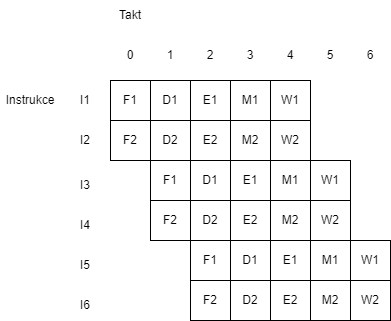 Takt
0 1 2 3 4 5 6
Instrukce I1 F1 D1 E1 M1 W1
I2 F2 D2 E2 M2 W2
I3 F1 D1 E1 M1 W1
I4 F2 D2 E2 M2 W2
I5 F1 D1 E1 M1 W1
I6 F2 D2 E2 M2 W2